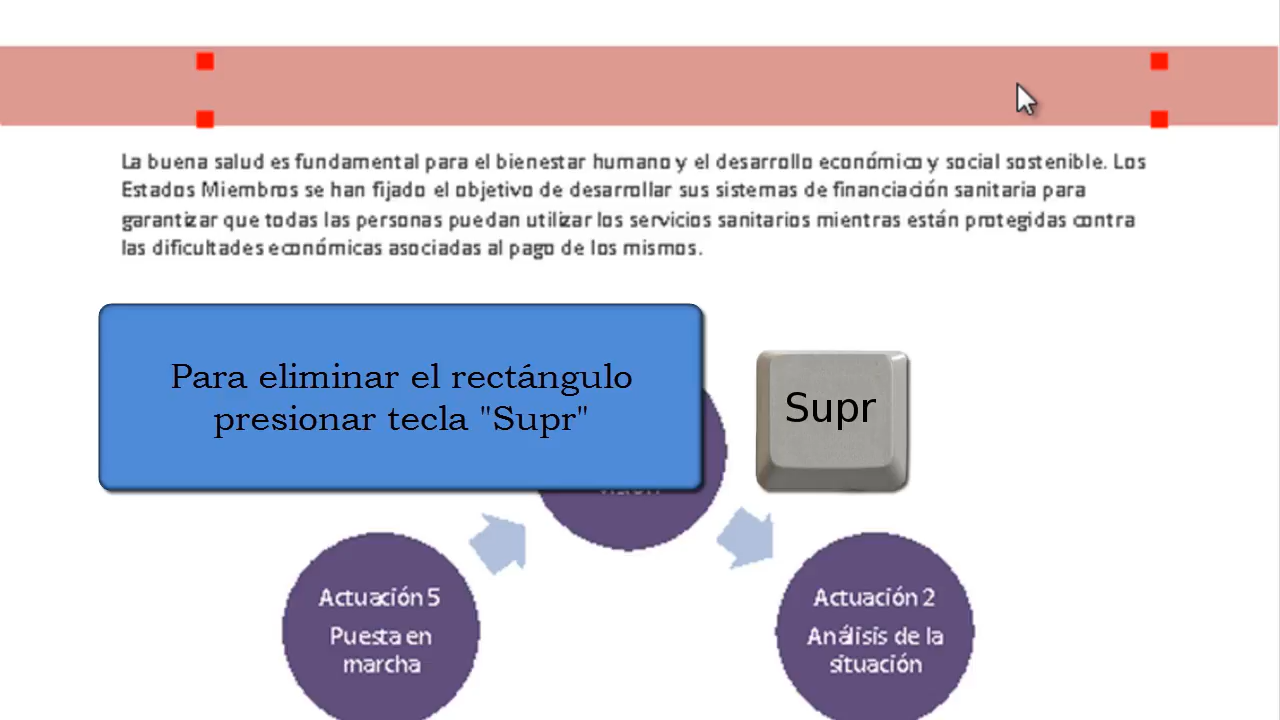 La buena salud es fundamental para el bienestar humano y el desarrollo económico y social sostenible. Los
Estados Miembros se han fijado el objetivo de desarrollar sus sistemas de financiación sanitaria para
garantizar que todas las personas puedan utilizar los servicios sanitarios mientras están protegidas contra
las dificultades económicas asociadas al pago de los mismos.
Para eliminar el rectángulo
presionar tecla "Supr"
Supr
Actuación 5
Puesta en
marcha
Actuación 2
Análisis de la
situación